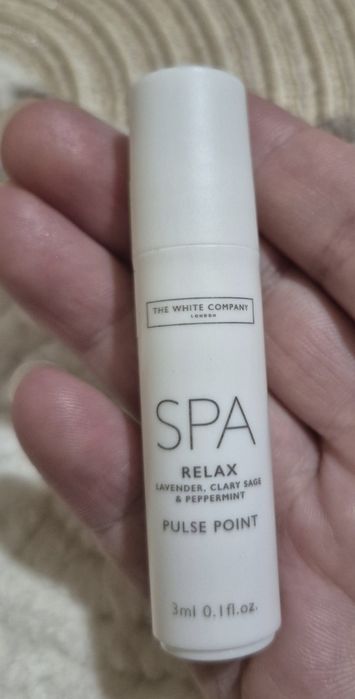 THE WHITE COMPANY
LONDON
SPA
RELAX
LAVENDER, CLARY SAGE
& PEPPERMINT
PULSE POINT
3ml 0.1fl.oz.